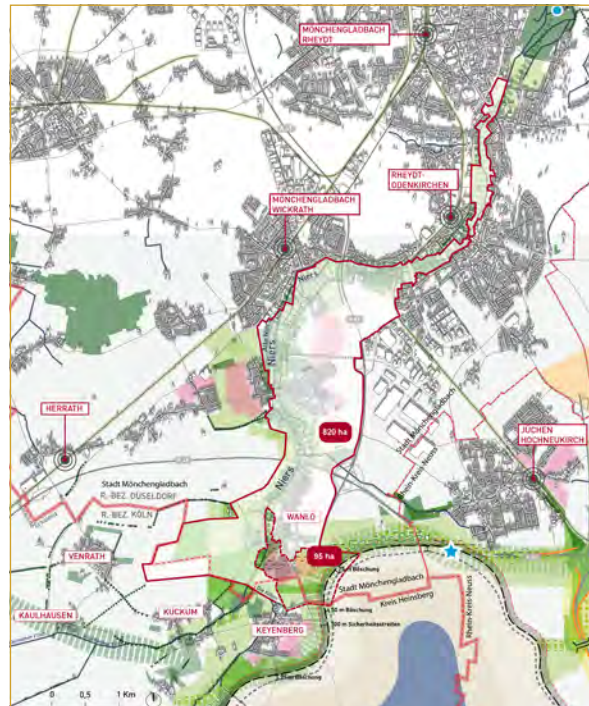 MÖNCHENGLADBACH
RHEYDT
RHEYDT-
ODENKIRCHEN
MÖNCHENGLADBACH
WICKRATH
Niers
Niers
HERRATH
820 ha
Stadt Mönchengladbach
Rhein-Kreis-Neuss
JÜCHEN
HOCHNEUKIRCH
Niers
Stadt Mönchengladbach
R. BEZ. DÜSELDORF
R. BEZ. KÖLN
WANLO
95 ha
VENRATH
Böschung
Stadt Mönchengladbach
Kreis Heinsberg
Rhein-Kreis-Neuss
KAULHAUSEN
KUCKUM
Böschung
KEYENBERG
Sicherheitsstreifen
Böschung
0 0,5 1 Km